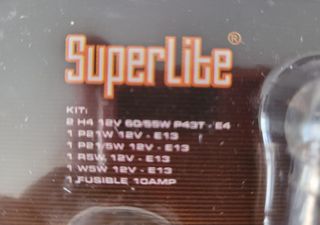 SuperLite®
KIT:
2 H4 12V 60/55W P43T - E4
1 P21W 12V - E13
1 P21/5W 12V - E13
1 R5W 12V - E13
1 W5W 12V - E13
1 FUSIBLE 10AMP